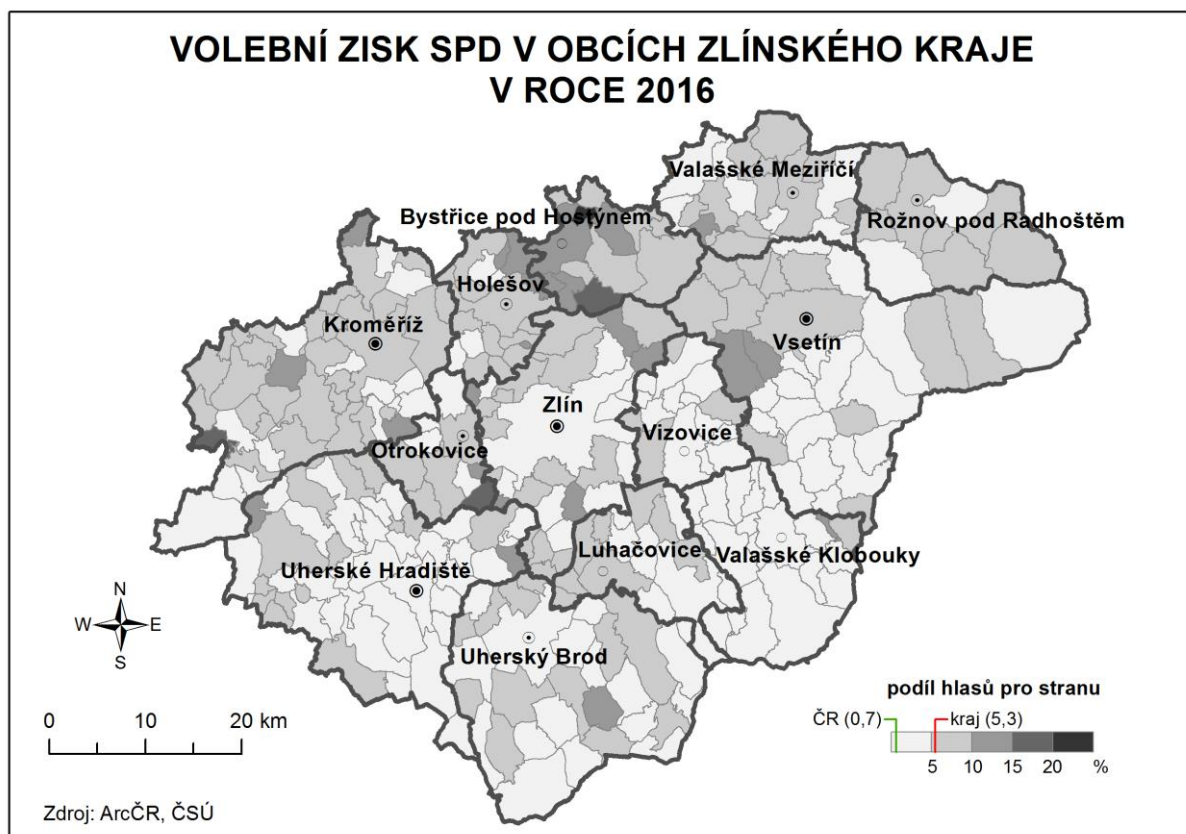 VOLEBNÍ ZISK SPD V OBCÍCH ZLÍNSKÉHO KRAJE
V ROCE 2016
Valašské Meziříčí
Rožnov pod Radhoštěm
Bystřice pod Hostýnem
Holešov
Kroměříž
Vsetín
Zlín
Otrokovice
Vizovice
Luhačovice
Valašské Klobouky
Uherské Hradiště
Uherský Brod
N
W E
S
podíl hlasů pro stranu
ČR (0,7) kraj (5,3)
5 10 15 20 %
0 10 20 km
Zdroj: ArcČR, ČSÚ